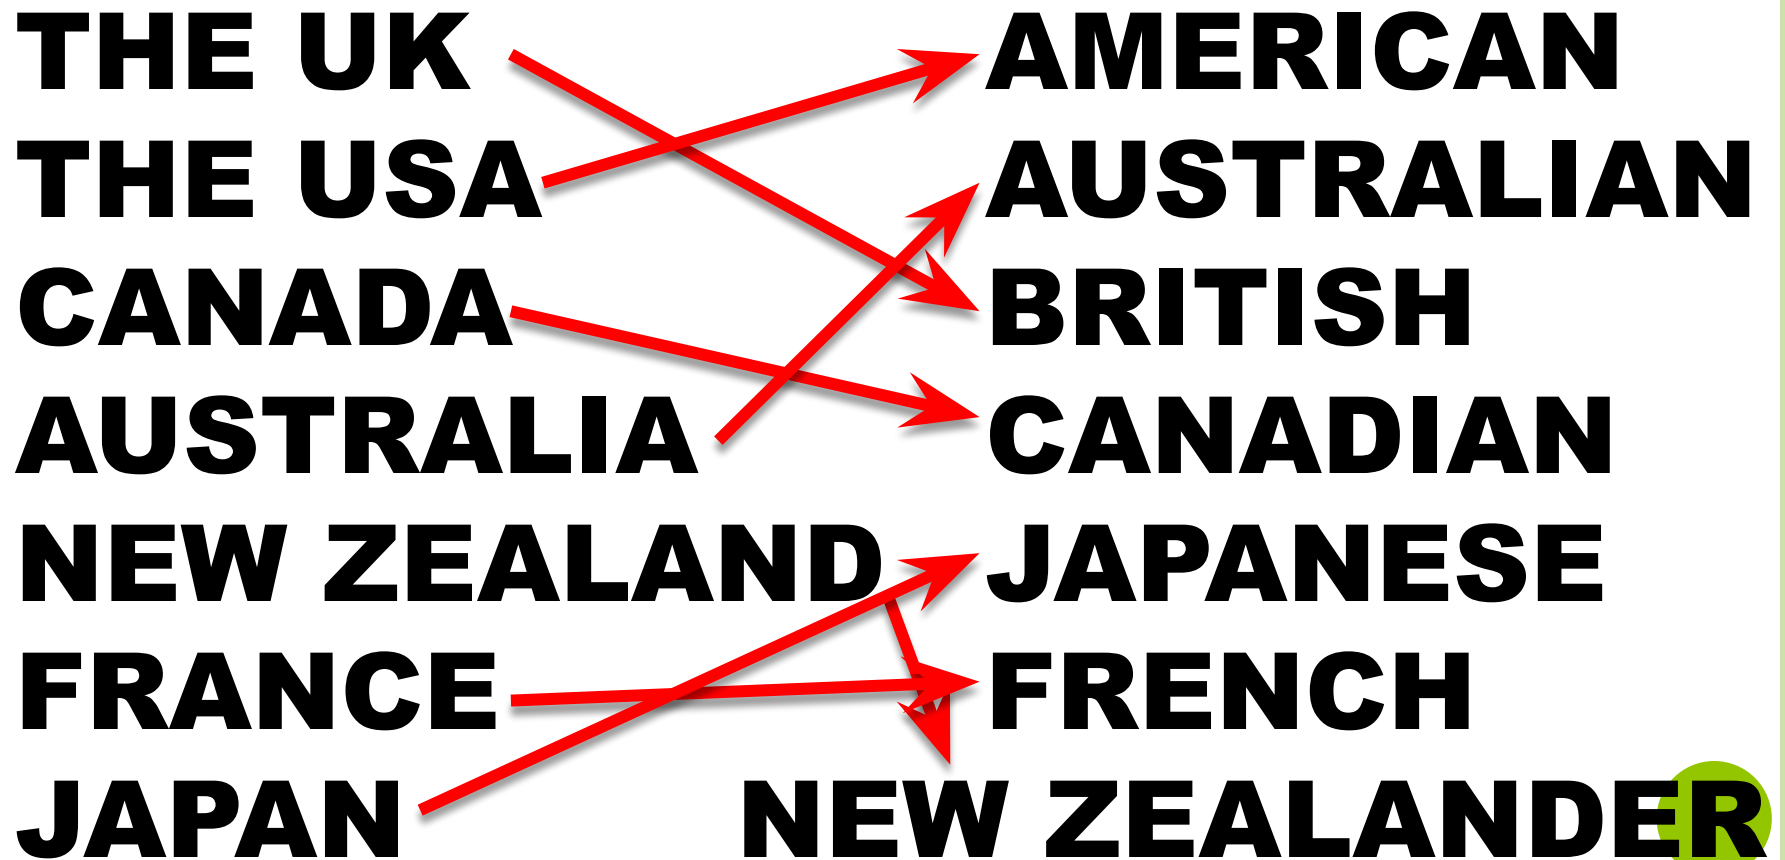 THE UK AMERICAN
THE USA AUSTRALIAN
CANADA BRITISH
AUSTRALIA CANADIAN
NEW ZEALAND JAPANESE
FRANCE FRENCH
JAPAN NEW ZEALANDER